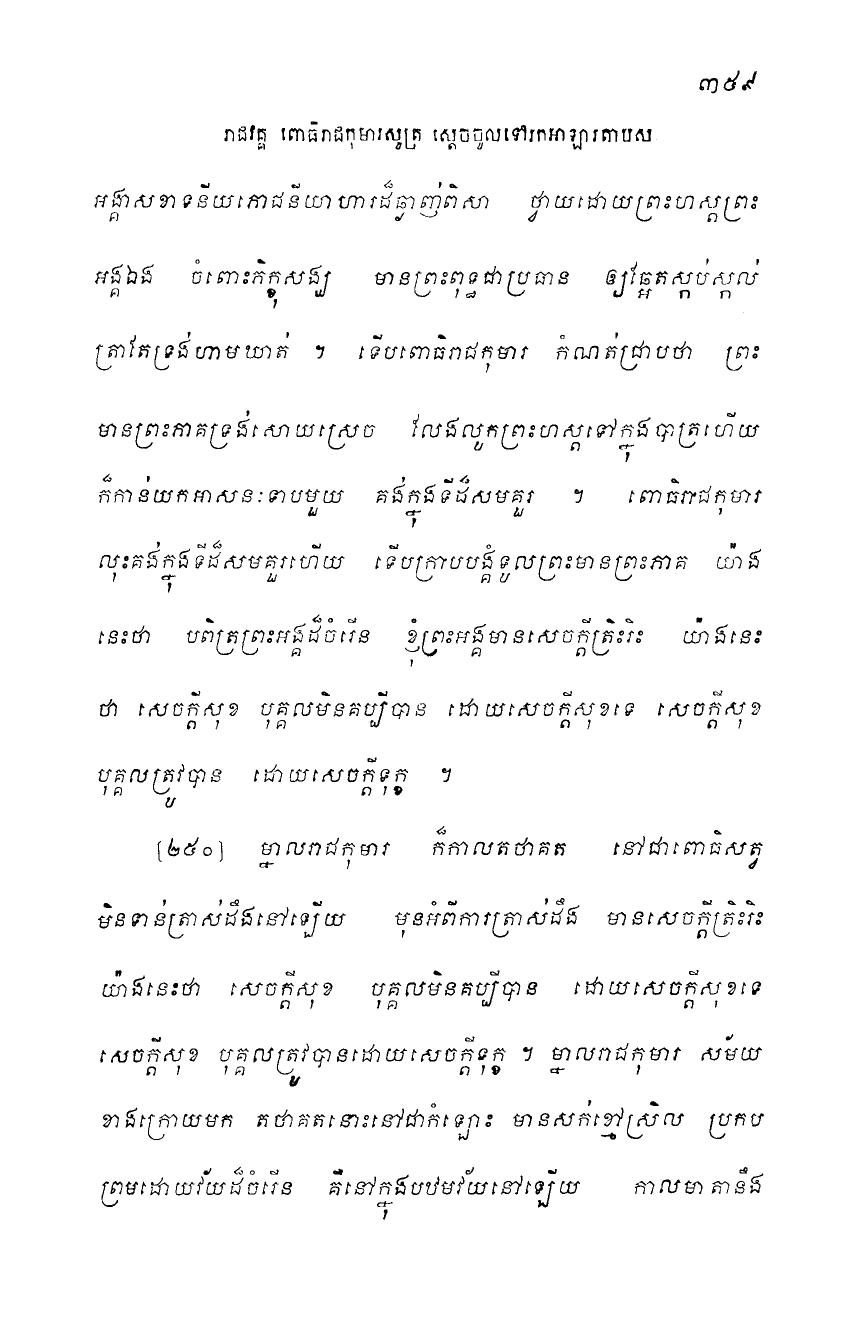 ៣៥៩
រាជវគ្គ ពោធិរាជកុមារសូត្រ ស្តេចចូលទៅរកអាឡារតាបស
អង្គាសខាទនីយភោជនីយាហារដ៏ឆ្ងាញ់ពិសា ថ្វាយដោយព្រះហស្តព្រះ
អង្គឯង ចំពោះភិក្ខុសង្ឃ មានព្រះពុទ្ធជាប្រធាន ឲ្យឆ្អែតស្កប់ស្កល់
ត្រាតែទ្រង់ហាមឃាត់ ។ ទើបពោធិរាជកុមារ កំណត់ជ្រាបថា ព្រះ
មានព្រះភាគទ្រង់សោយស្រេច លែងលូកព្រះហស្តទៅក្នុងបាត្រហើយ
ក៏កាន់យកអាសនៈទាបមួយ គង់ក្នុងទីដ៏សមគួរ ។ ពោធិរាជកុមារ
លុះគង់ក្នុងទីដ៏សមគួរហើយ ទើបក្រាបបង្គំទូលព្រះមានព្រះភាគ យ៉ាង
នេះថា បពិត្រព្រះអង្គដ៏ចំរើន ខ្ញុំព្រះអង្គមានសេចក្តីត្រិះរិះ យ៉ាងនេះ
ថា សេចក្តីសុខ បុគ្គលមិនគប្បីបាន ដោយសេចក្តីសុខទេ សេចក្តីសុខ
បុគ្គលត្រូវបាន ដោយសេចក្តីទុក្ខ ។
[២៥០] ម្នាលរាជកុមារ ក៏កាលតថាគត នៅជាពោធិសត្វ
មិនទាន់ត្រាស់ដឹងនៅឡើយ មុនអំពីការត្រាស់ដឹង មានសេចក្តីត្រិះរិះ
យ៉ាងនេះថា សេចក្តីសុខ បុគ្គលមិនគប្បីបាន ដោយសេចក្តីសុខទេ
សេចក្តីសុខ បុគ្គលត្រូវបានដោយសេចក្តីទុក្ខ ។ ម្នាលរាជកុមារ សម័យ
ខាងក្រោយមក តថាគតនោះនៅជាកំឡោះ មានសក់ខ្មៅស្រិល ប្រកប
ព្រមដោយវ័យដ៏ចំរើន គឺនៅក្នុងបឋមវ័យនៅឡើយ កាលមាតានឹង